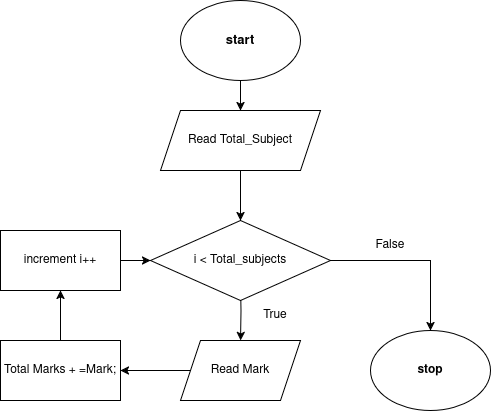 start
Read Total_Subject
False
increment i++
i < Total_subjects
True
Total Marks + =Mark;
Read Mark
stop